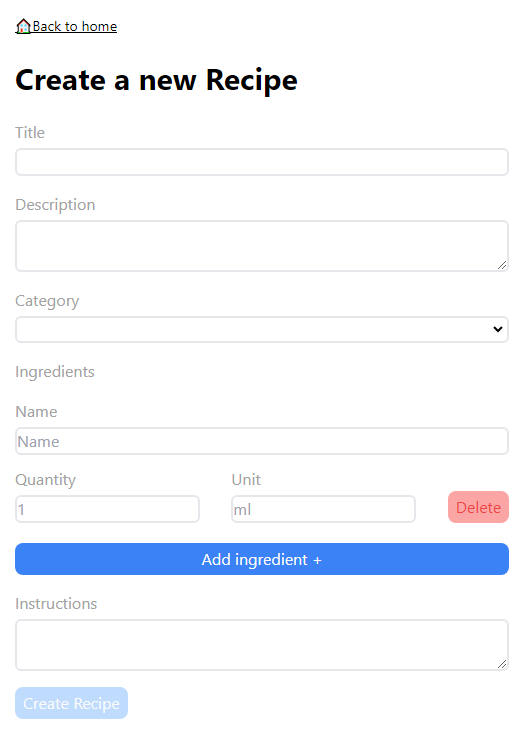 Back to home
Create a new Recipe
Title
Description
Category
Ingredients
Name
Name
Quantity Unit
1 ml Delete
Add ingredient +
Instructions
Create Recipe